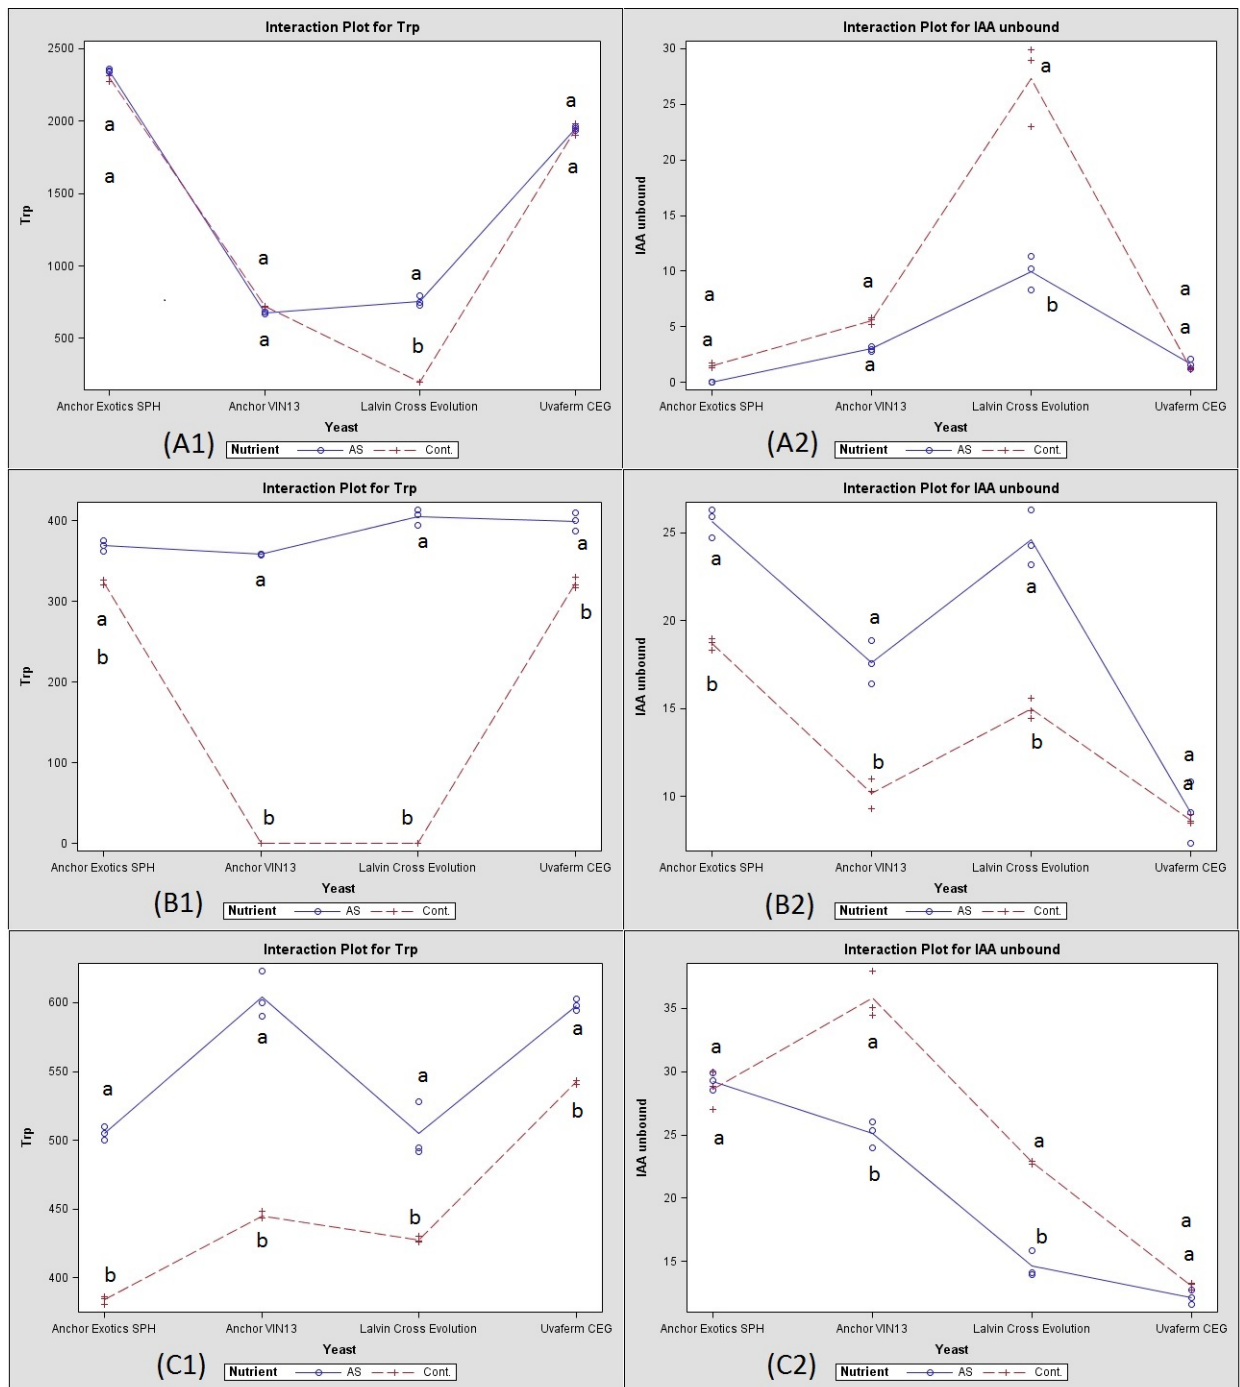 Interaction Plot for Trp
2500
2000
1500
1000
500
Trp
a
a
a
a
a
b
a
a
Anchor Exotics SPH Anchor VIN13 Lalvin Cross Evolution Uvaferm CEG
Yeast
(A1)
Nutrient AS Cont.
Interaction Plot for IAA unbound
30
25
20
15
10
5
0
IAA unbound
a
a
a
a
a
b
a
a
Anchor Exotics SPH Anchor VIN13 Lalvin Cross Evolution Uvaferm CEG
Yeast
(A2)
Nutrient AS Cont.
Interaction Plot for Trp
400
300
200
100
0
Trp
a
b
a
b
a
b
a
b
Anchor Exotics SPH Anchor VIN13 Lalvin Cross Evolution Uvaferm CEG
Yeast
(B1)
Nutrient AS Cont.
Interaction Plot for IAA unbound
25
20
15
10
IAA unbound
a
b
a
b
a
b
a
a
Anchor Exotics SPH Anchor VIN13 Lalvin Cross Evolution Uvaferm CEG
Yeast
(B2)
Nutrient AS Cont.
Interaction Plot for Trp
600
550
500
450
400
Trp
a
b
a
b
a
b
a
b
Anchor Exotics SPH Anchor VIN13 Lalvin Cross Evolution Uvaferm CEG
Yeast
(C1)
Nutrient AS Cont.
Interaction Plot for IAA unbound
35
30
25
20
15
IAA unbound
a
a
a
b
a
b
a
a
Anchor Exotics SPH Anchor VIN13 Lalvin Cross Evolution Uvaferm CEG
Yeast
(C2)
Nutrient AS Cont.